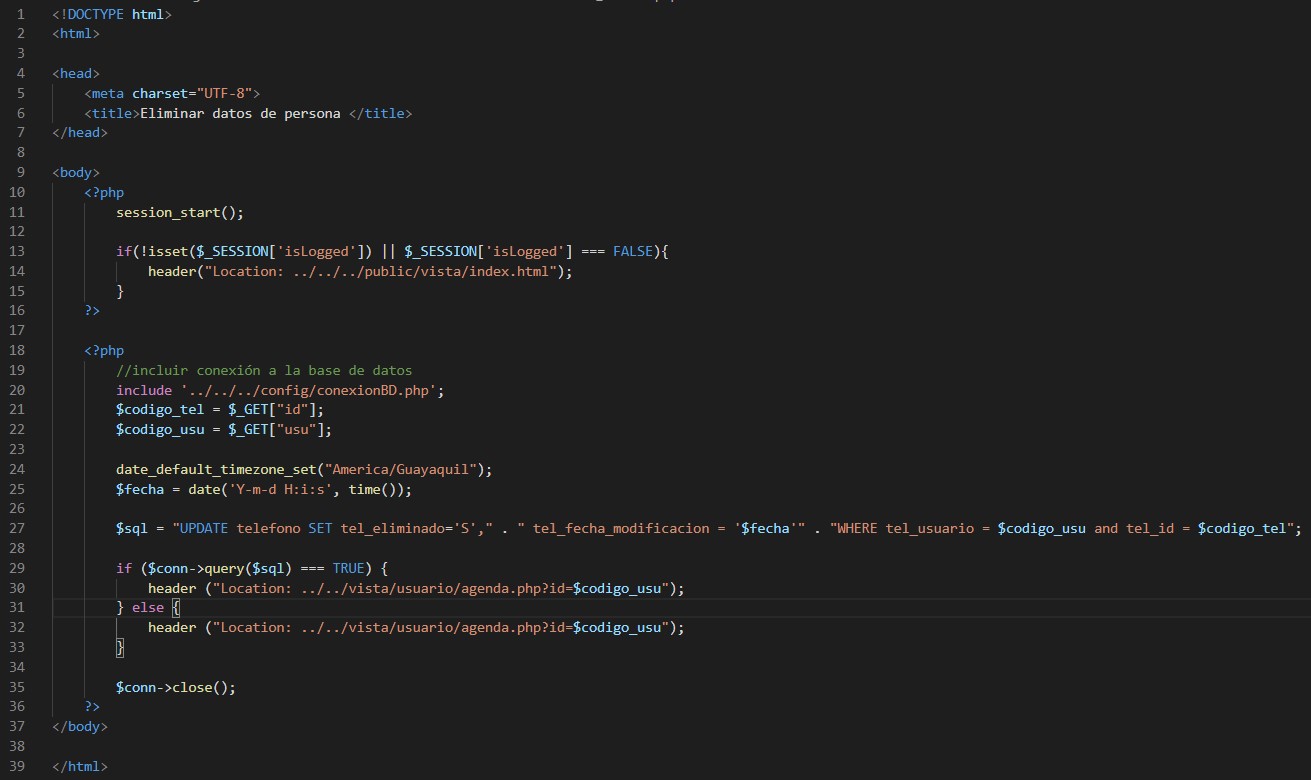 1 <!DOCTYPE html>
2 <html>
3
4 <head>
5 <meta charset="UTF-8">
6 <title>Eliminar datos de persona </title>
7 </head>
8
9 <body>
10 <?php
11 session_start();
12
13 if(!isset($_SESSION['isLogged']) || $_SESSION['isLogged'] === FALSE){
14 header("Location: ../../../public/vista/index.html");
15 }
16 ?>
17
18 <?php
19 //incluir conexión a la base de datos
20 include '../../../config/conexionBD.php';
21 $codigo_tel = $_GET["id"];
22 $codigo_usu = $_GET["usu"];
23
24 date_default_timezone_set("America/Guayaquil");
25 $fecha = date('Y-m-d H:i:s', time());
26
27 $sql = "UPDATE telefono SET tel_eliminado='S'," . " tel_fecha_modificacion = '$fecha'" . "WHERE tel_usuario = $codigo_usu and tel_id = $codigo_tel";
28
29 if ($conn->query($sql) === TRUE) {
30 header ("Location: ../../vista/usuario/agenda.php?id=$codigo_usu");
31 } else {
32 header ("Location: ../../vista/usuario/agenda.php?id=$codigo_usu");
33 }
34
35 $conn->close();
36 ?>
37 </body>
38
39 </html>